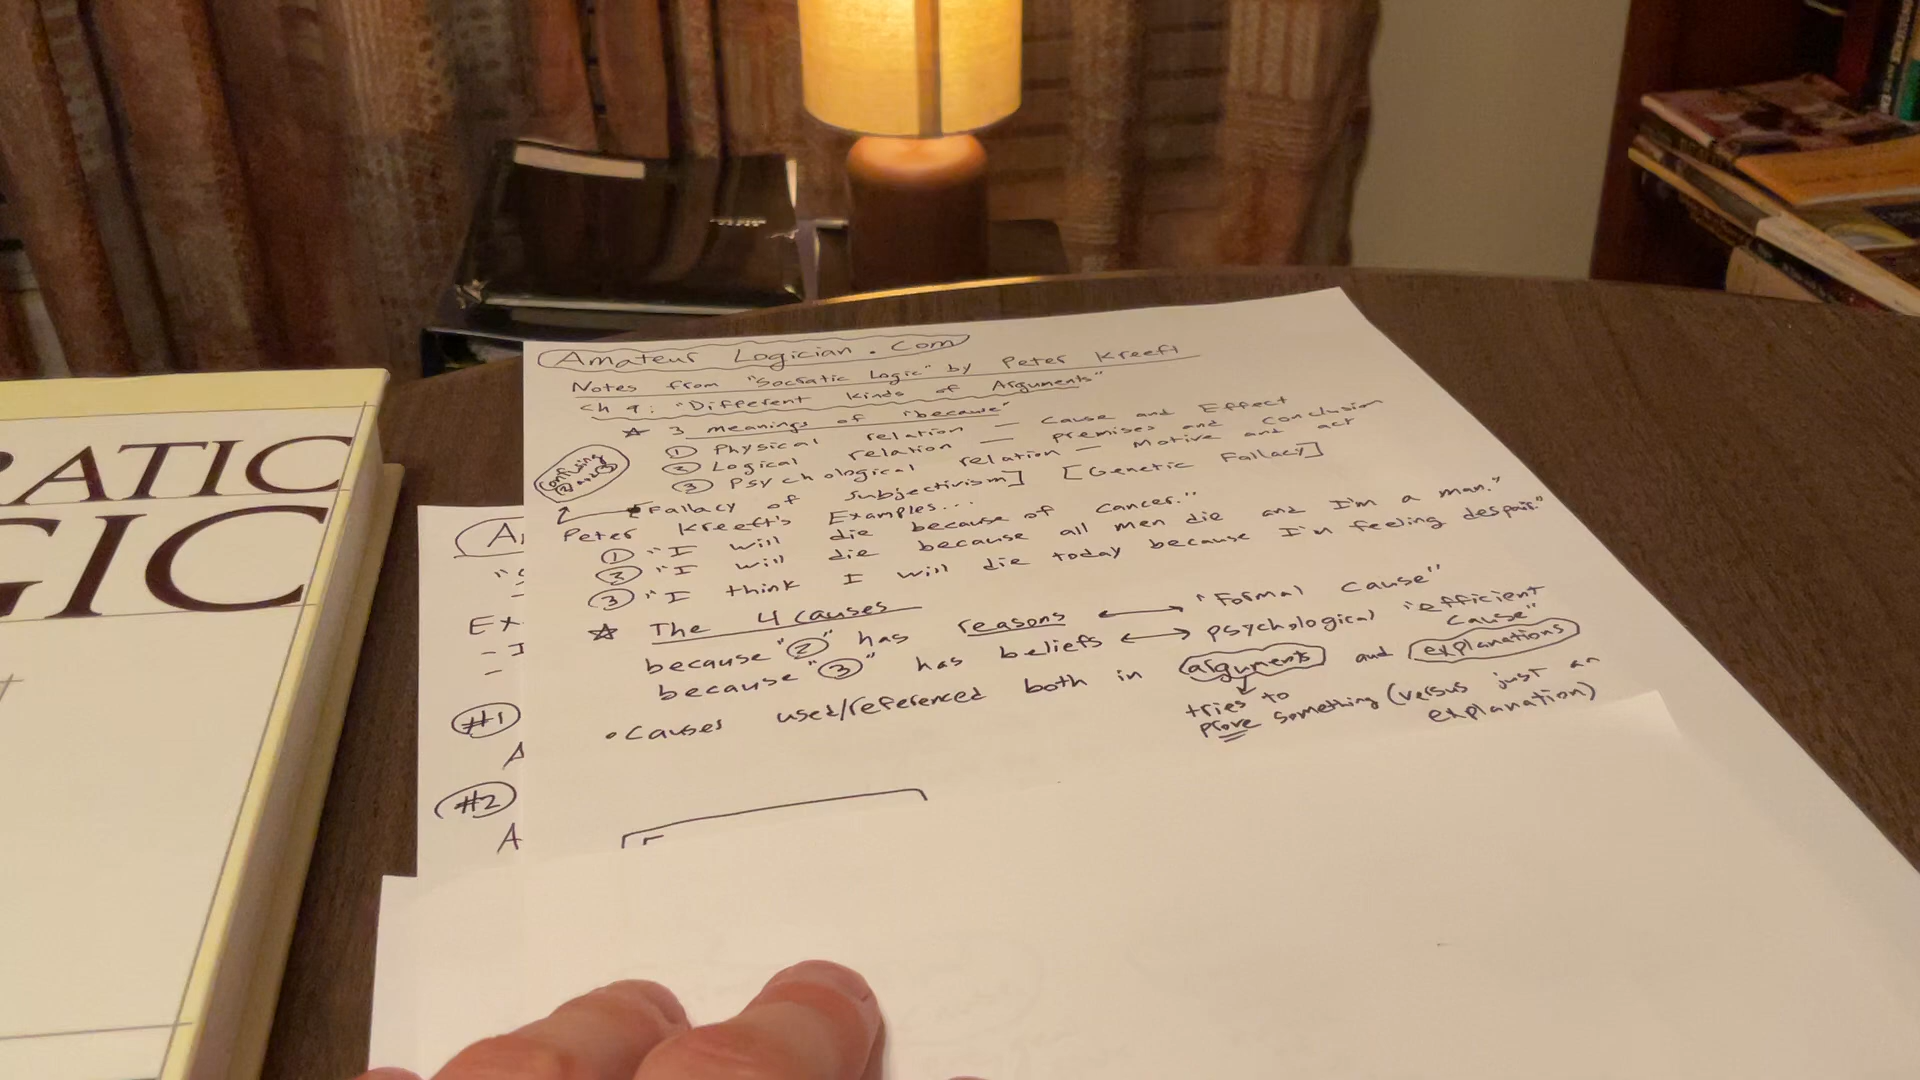 RATIC
GIC
Amateur Logician.Com
Notes from "Socratic Logic" by Peter Kreeft
Ch 9: "Different Kinds of Arguments"
☆ 3 meanings of "because"
① Physical relation — Cause and Effect
② Logical relation — premises and conclusion
③ Psychological relation — Motive and act
Confusing ② and ③
Fallacy of Subjectivism] [Genetic Fallacy]
Peter Kreeft's Examples...
① "I will die because of cancer."
② "I will die because all men die and I'm a man."
③ "I think I will die today because I'm feeling despair."
☆ The 4 causes
because "②" has reasons ⟷ "Formal Cause"
because "③" has beliefs ⟷ psychological "efficient cause"
• Causes used/referenced both in arguments and explanations
tries to
prove something (versus just an
explanation)
A
Ex
- I
-
#1
A
#2
A